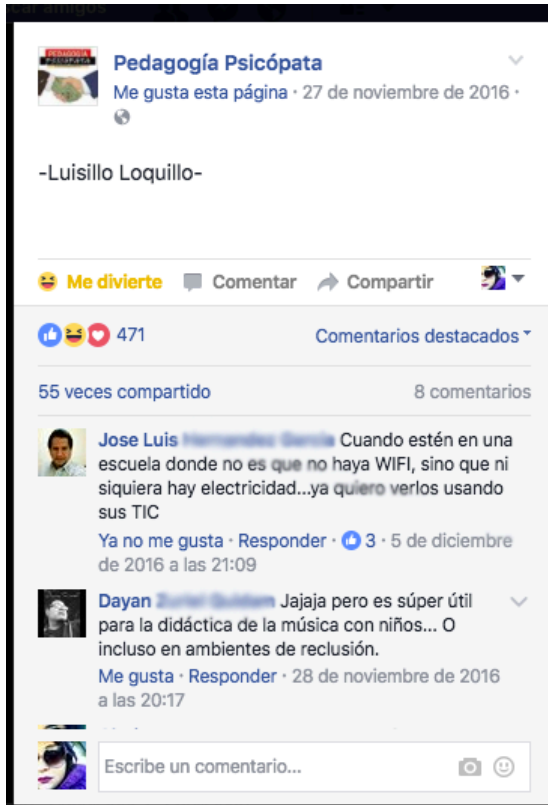 car amigos
PEDAGOGÍA
PSICÓPATA
Pedagogía Psicópata
Me gusta esta página · 27 de noviembre de 2016 ·
-Luisillo Loquillo-
Me divierte Comentar Compartir
471 Comentarios destacados
55 veces compartido 8 comentarios
Jose Luis Cuando estén en una
escuela donde no es que no haya WIFI, sino que ni
siquiera hay electricidad...ya quiero verlos usando
sus TIC
Ya no me gusta · Responder · 3 · 5 de diciembre
de 2016 a las 21:09
Dayan Jajaja pero es súper útil
para la didáctica de la música con niños... O
incluso en ambientes de reclusión.
Me gusta · Responder · 28 de noviembre de 2016
a las 20:17
Escribe un comentario...